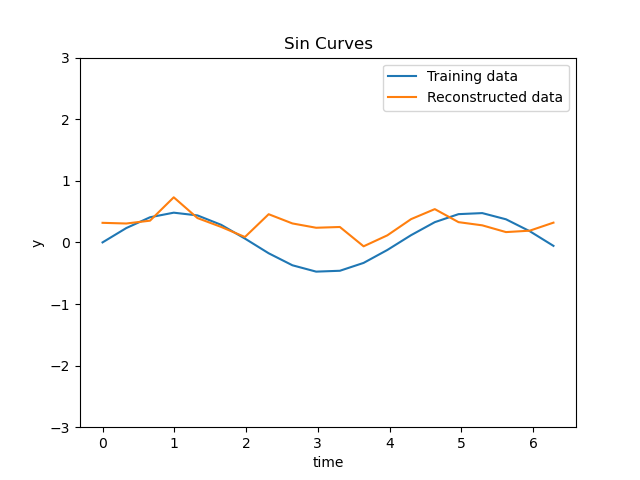 Sin Curves
Training data
Reconstructed data
3
2
1
0
−1
−2
−3
y
0 1 2 3 4 5 6
time